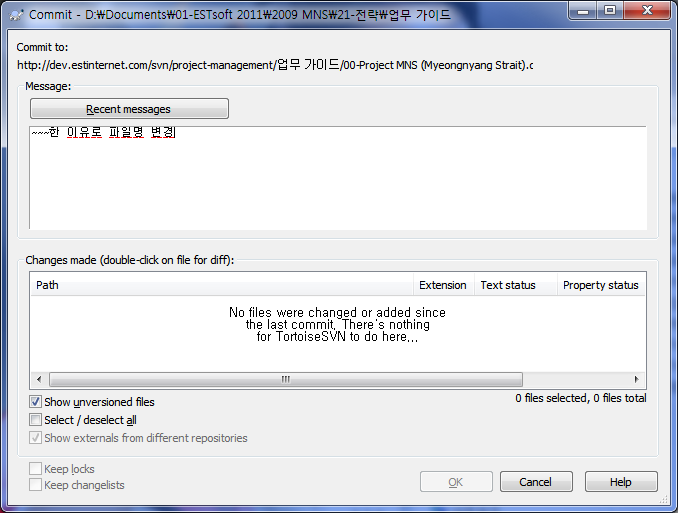 Commit - D:₩Documents₩01-ESTsoft 2011₩2009 MNS₩21-전략₩업무 가이드
Commit to:
http://dev.estinternet.com/svn/project-management/업무 가이드/00-Project MNS (Myeongnyang Strait).c
Message:
Recent messages
~~~한 이유로 파일명 변경
Changes made (double-click on file for diff):
Path Extension Text status Property status
No files were changed or added since
the last commit. There's nothing
for TortoiseSVN to do here...
Show unversioned files
0 files selected, 0 files total
Select / deselect all
Show externals from different repositories
Keep locks
Keep changelists
OK Cancel Help